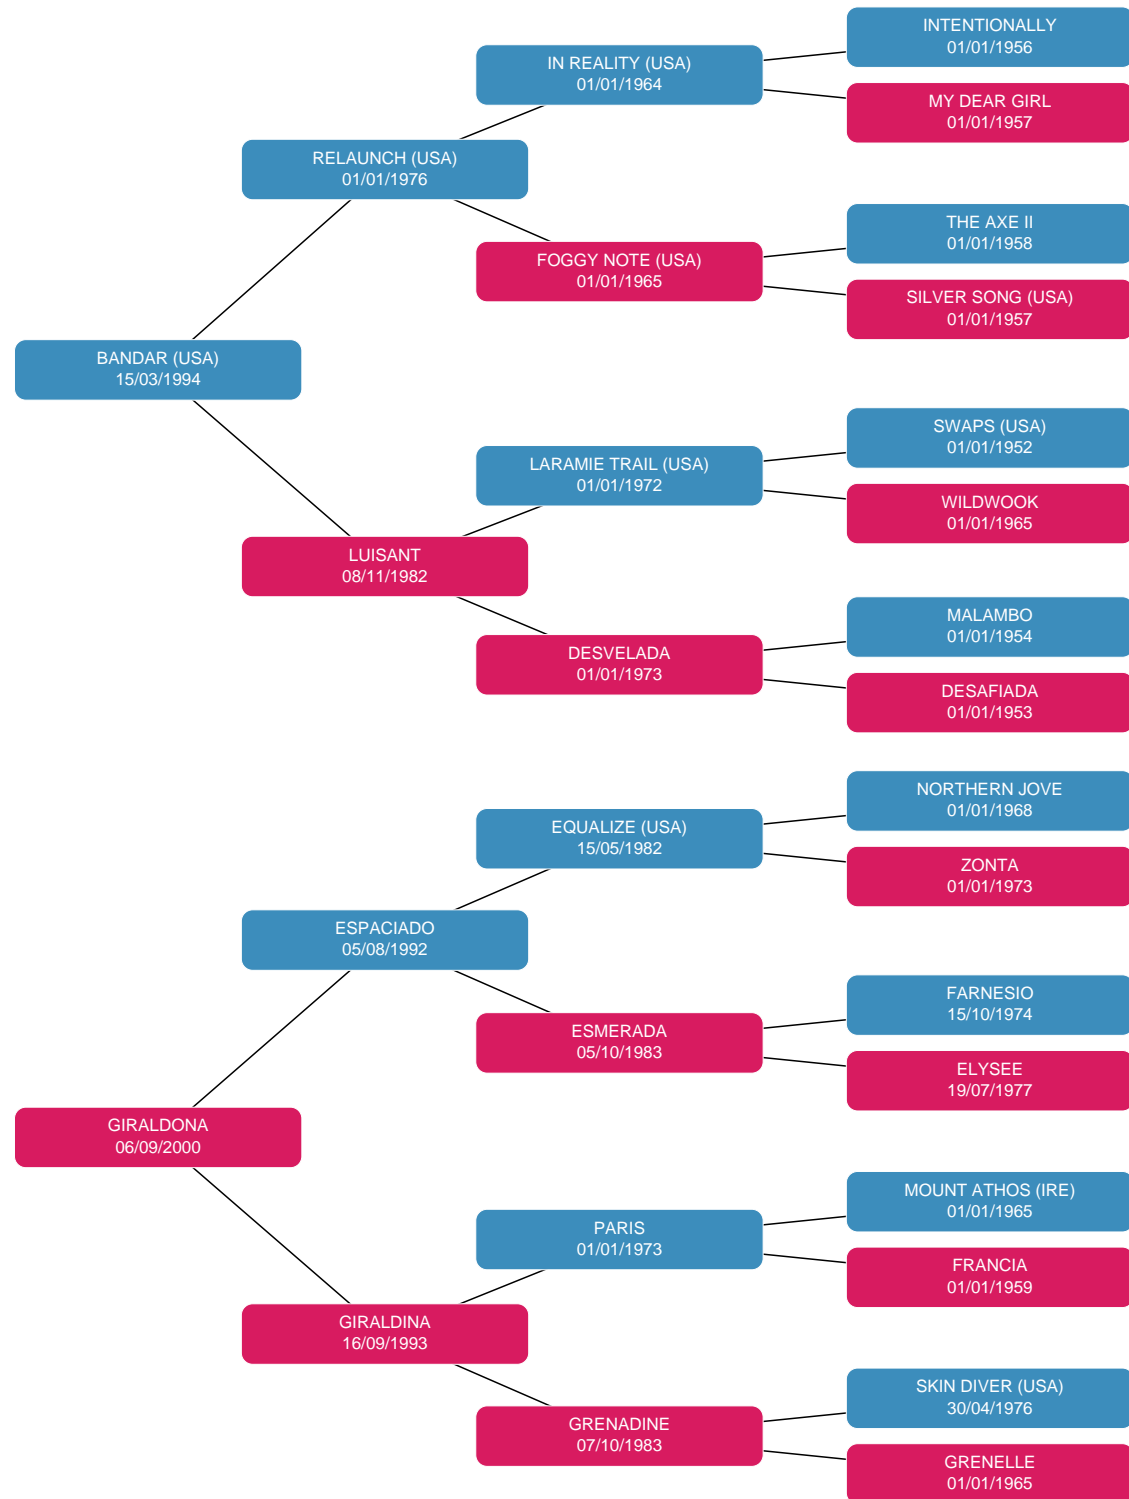 INTENTIONALLY
01/01/1956
IN REALITY (USA)
01/01/1964
MY DEAR GIRL
01/01/1957
RELAUNCH (USA)
01/01/1976
THE AXE II
01/01/1958
FOGGY NOTE (USA)
01/01/1965
SILVER SONG (USA)
01/01/1957
BANDAR (USA)
15/03/1994
SWAPS (USA)
01/01/1952
LARAMIE TRAIL (USA)
01/01/1972
WILDWOOK
01/01/1965
LUISANT
08/11/1982
MALAMBO
01/01/1954
DESVELADA
01/01/1973
DESAFIADA
01/01/1953
NORTHERN JOVE
01/01/1968
EQUALIZE (USA)
15/05/1982
ZONTA
01/01/1973
ESPACIADO
05/08/1992
FARNESIO
15/10/1974
ESMERADA
05/10/1983
ELYSEE
19/07/1977
GIRALDONA
06/09/2000
MOUNT ATHOS (IRE)
01/01/1965
PARIS
01/01/1973
FRANCIA
01/01/1959
GIRALDINA
16/09/1993
SKIN DIVER (USA)
30/04/1976
GRENADINE
07/10/1983
GRENELLE
01/01/1965